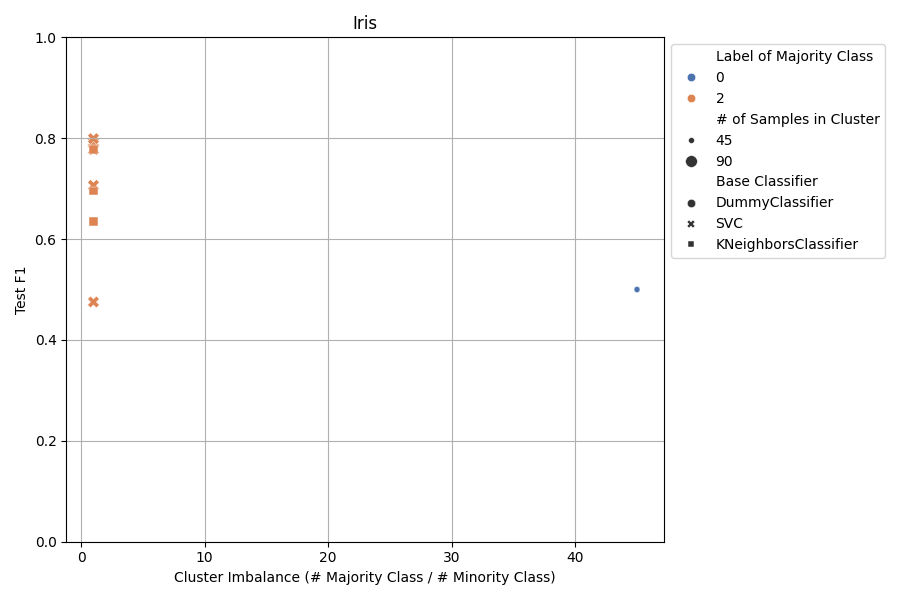 Iris
1.0
0.8
0.6
0.4
0.2
0.0
Test F1
0
10
20
30
40
Cluster Imbalance (# Majority Class / # Minority Class)
Label of Majority Class
0
2
# of Samples in Cluster
45
90
Base Classifier
DummyClassifier
SVC
KNeighborsClassifier